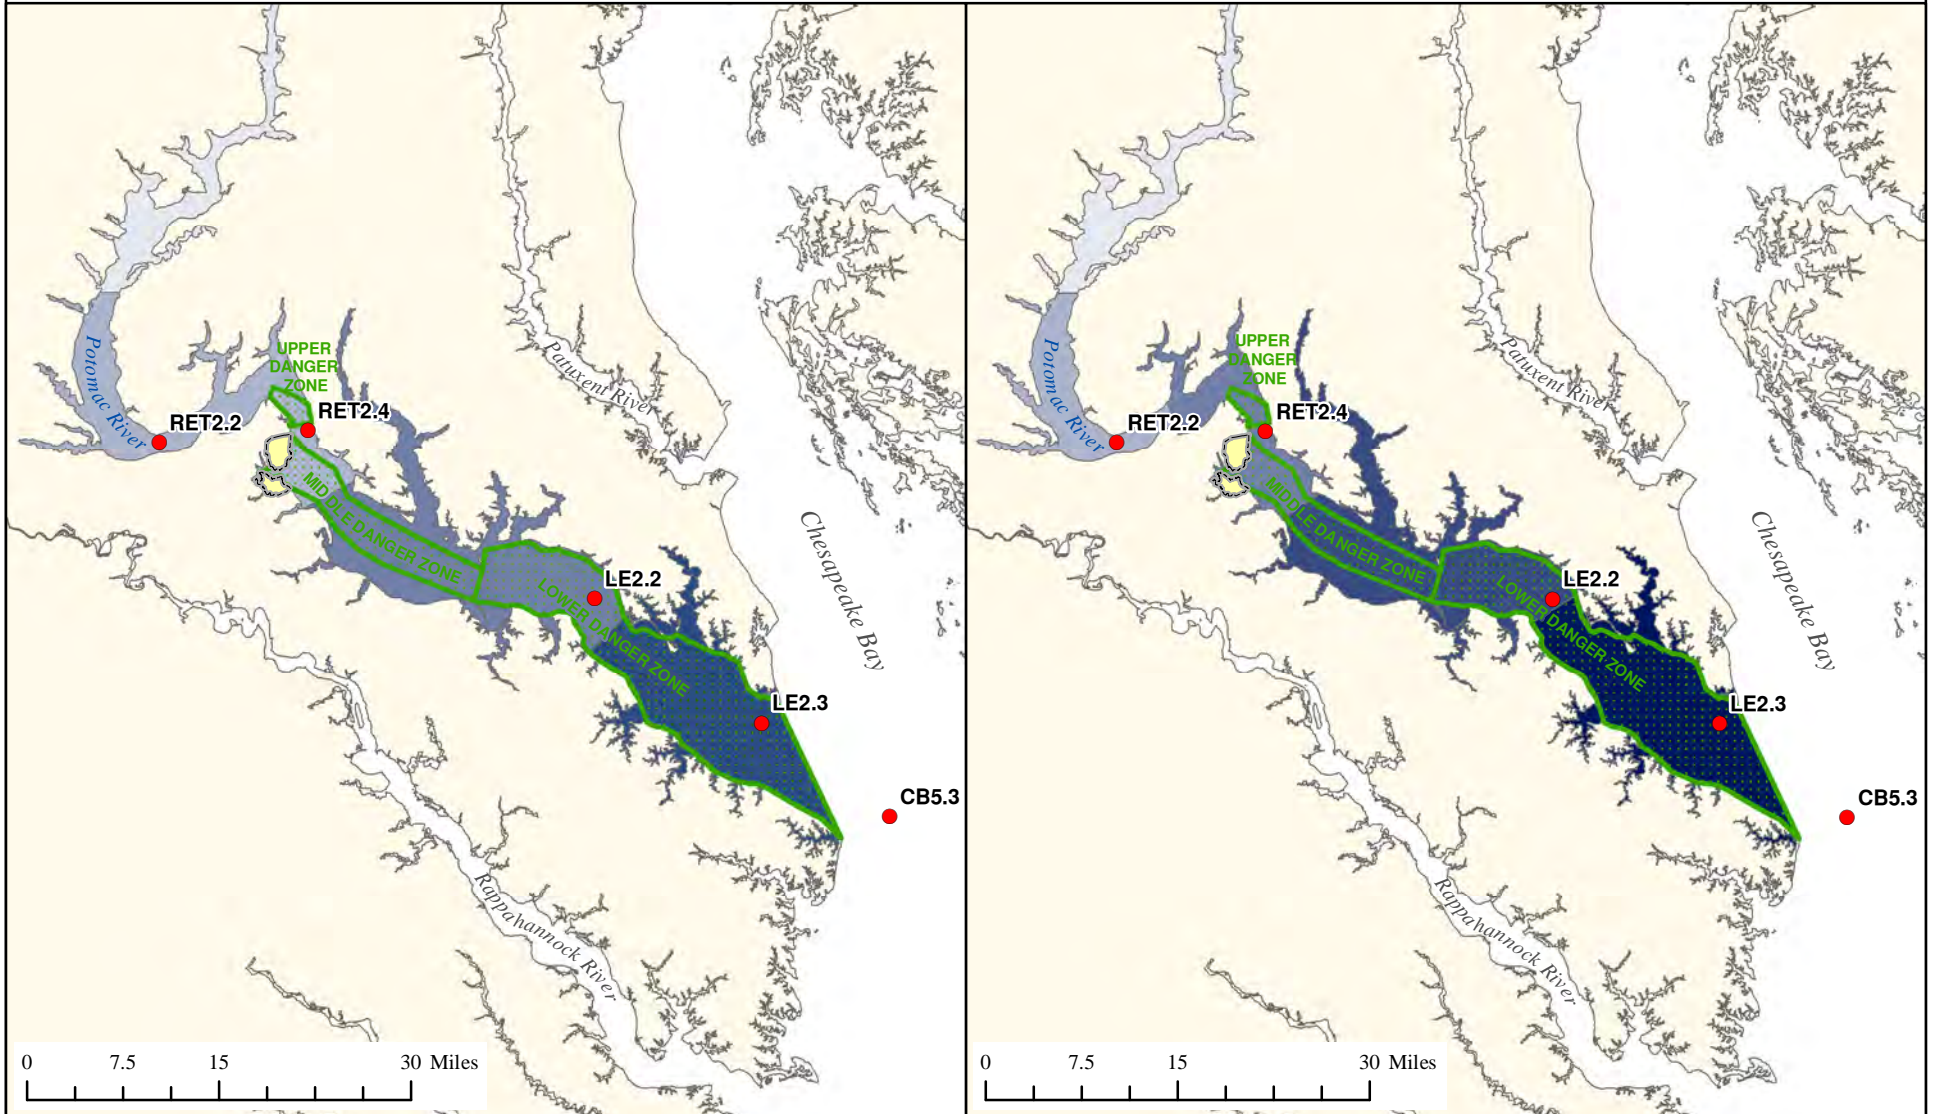 UPPER
DANGER
ZONE
Potomac River
RET2.2
RET2.4
Patuxent River
MIDDLE DANGER ZONE
Chesapeake Bay
LOWER DANGER ZONE
LE2.2
LE2.3
CB5.3
Rappahannock River
0 7.5 15 30 Miles
UPPER
DANGER
ZONE
Potomac River
RET2.2
RET2.4
Patuxent River
MIDDLE DANGER ZONE
Chesapeake Bay
LOWER DANGER ZONE
LE2.2
LE2.3
CB5.3
Rappahannock River
0 7.5 15 30 Miles